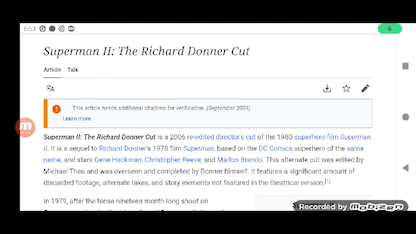 6:53
Superman II: The Richard Donner Cut
Article Talk
This article needs additional citations for verification. (September 2009)
Learn more
Superman II: The Richard Donner Cut is a 2006 re-edited director's cut of the 1980 superhero film Superman
II. It is a sequel to Richard Donner's 1978 film Superman, based on the DC Comics superhero of the same
name, and stars Gene Hackman, Christopher Reeve, and Marlon Brando. This alternate cut was edited by
Michael Thau and was overseen and completed by Donner himself. It features a significant amount of
discarded footage, alternate takes, and story elements not featured in the theatrical version.
In 1979, after the tense nineteen month long shoot on
Recorded by Mobizen